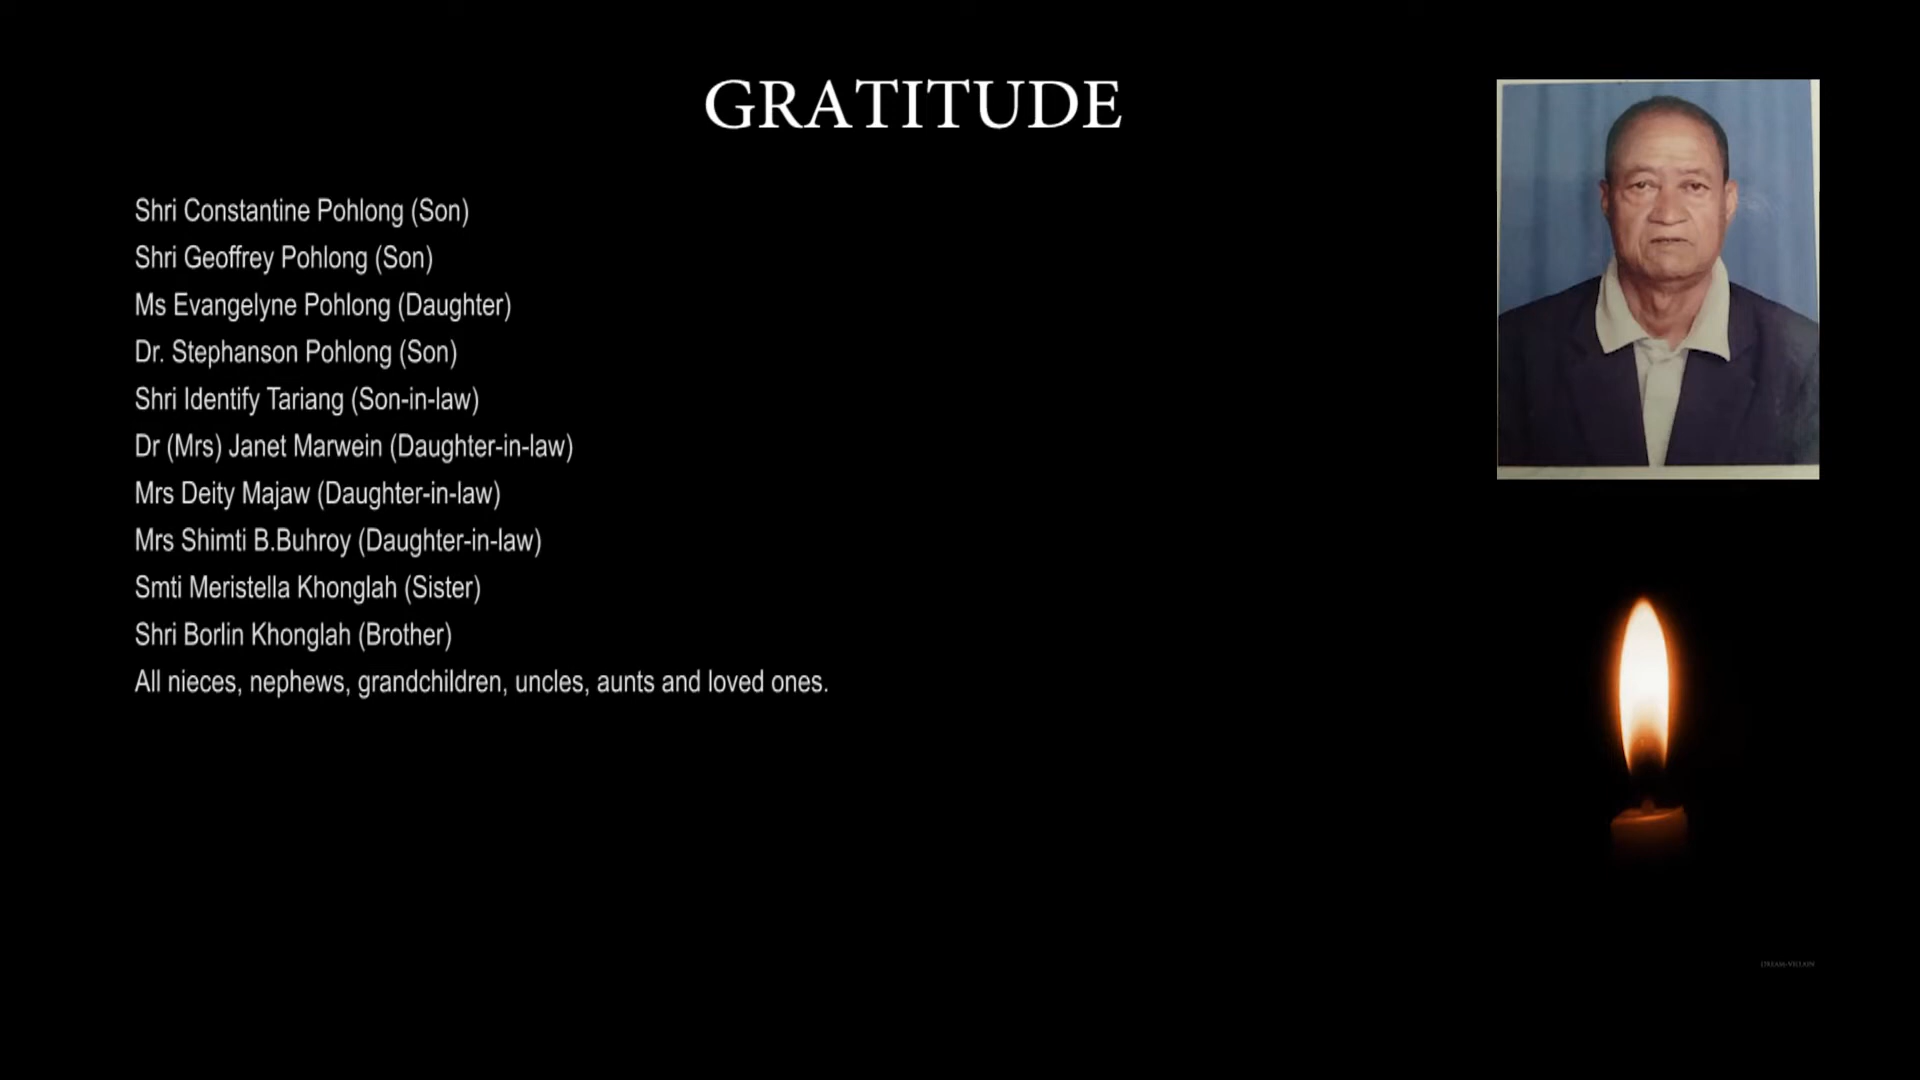 GRATITUDE
Shri Constantine Pohlong (Son)
Shri Geoffrey Pohlong (Son)
Ms Evangelyne Pohlong (Daughter)
Dr. Stephanson Pohlong (Son)
Shri Identify Tariang (Son-in-law)
Dr (Mrs) Janet Marwein (Daughter-in-law)
Mrs Deity Majaw (Daughter-in-law)
Mrs Shimti B.Buhroy (Daughter-in-law)
Smti Meristella Khonglah (Sister)
Shri Borlin Khonglah (Brother)
All nieces, nephews, grandchildren, uncles, aunts and loved ones.
DREAM-VILLAIN